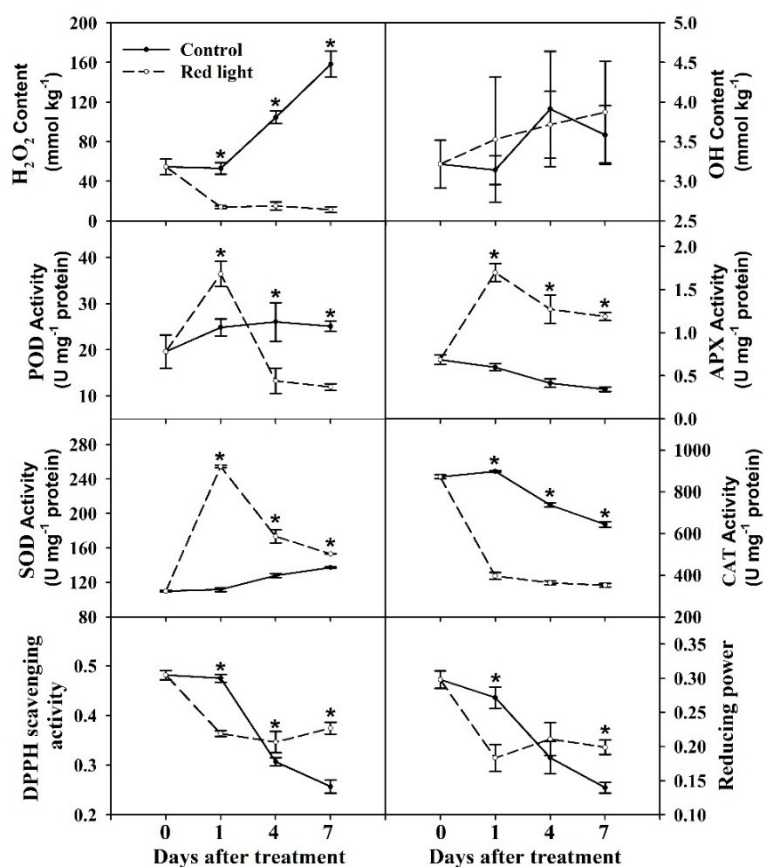 200
160
120
80
40
0
H₂O₂ Content
(mmol kg⁻¹)
Control
Red light
*
*
*
5.0
4.5
4.0
3.5
3.0
2.5
OH Content
(mmol kg⁻¹)
40
30
20
10
POD Activity
(U mg⁻¹ protein)
*
*
*
2.0
1.5
1.0
0.5
0.0
APX Activity
(U mg⁻¹ protein)
*
*
*
280
240
200
160
120
80
SOD Activity
(U mg⁻¹ protein)
*
*
*
1000
800
600
400
200
CAT Activity
(U mg⁻¹ protein)
*
*
*
0.5
0.4
0.3
0.2
DPPH scavenging
activity
*
*
*
0.35
0.30
0.25
0.20
0.15
0.10
Reducing power
*
*
0 1 4 7
Days after treatment
0 1 4 7
Days after treatment